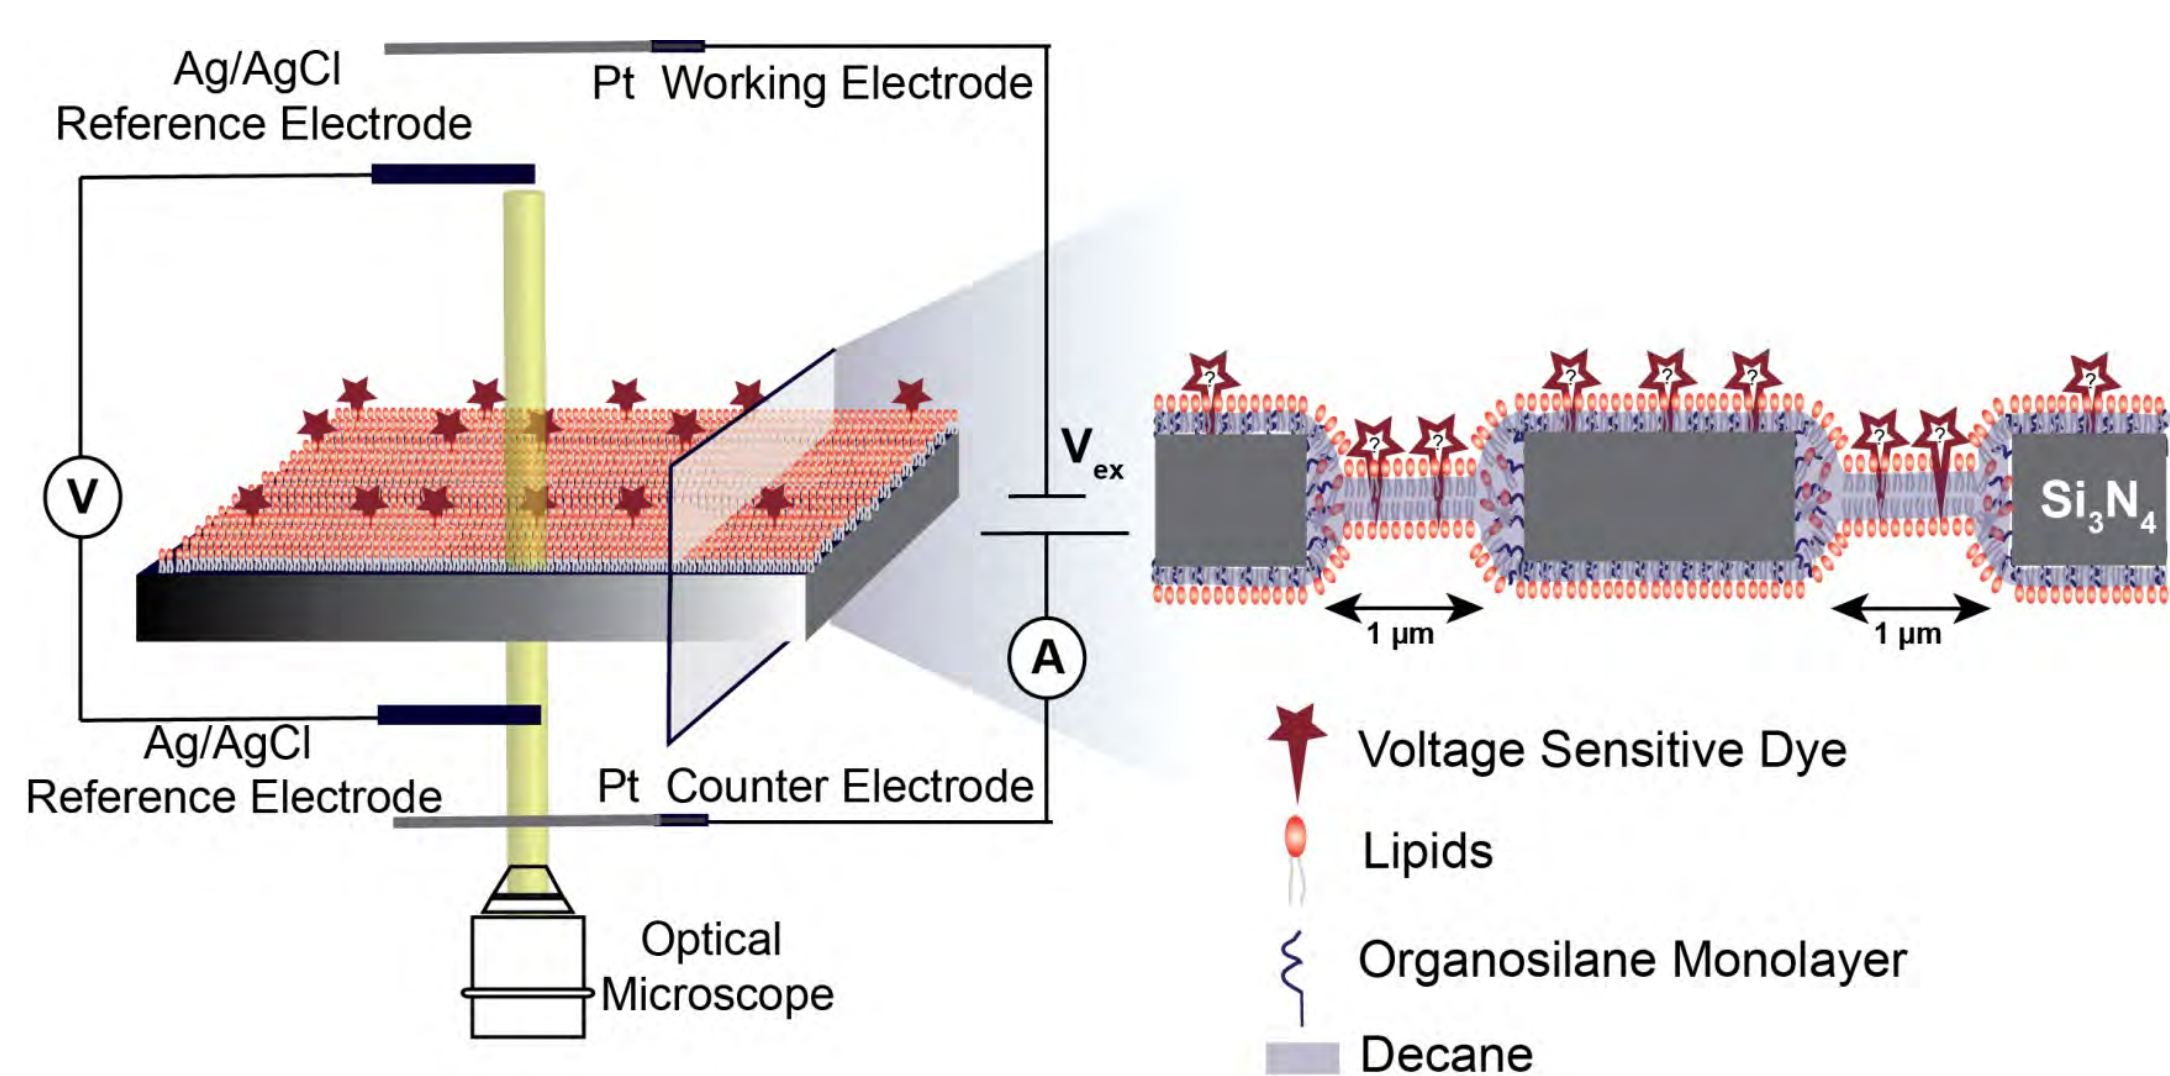 Ag/AgCl
Reference Electrode
Pt Working Electrode
V
Vex
A
Ag/AgCl
Reference Electrode
Pt Counter Electrode
Optical
Microscope
?
?
?
?
?
?
?
?
?
Si3N4
1 µm
1 µm
Voltage Sensitive Dye
Lipids
Organosilane Monolayer
Decane